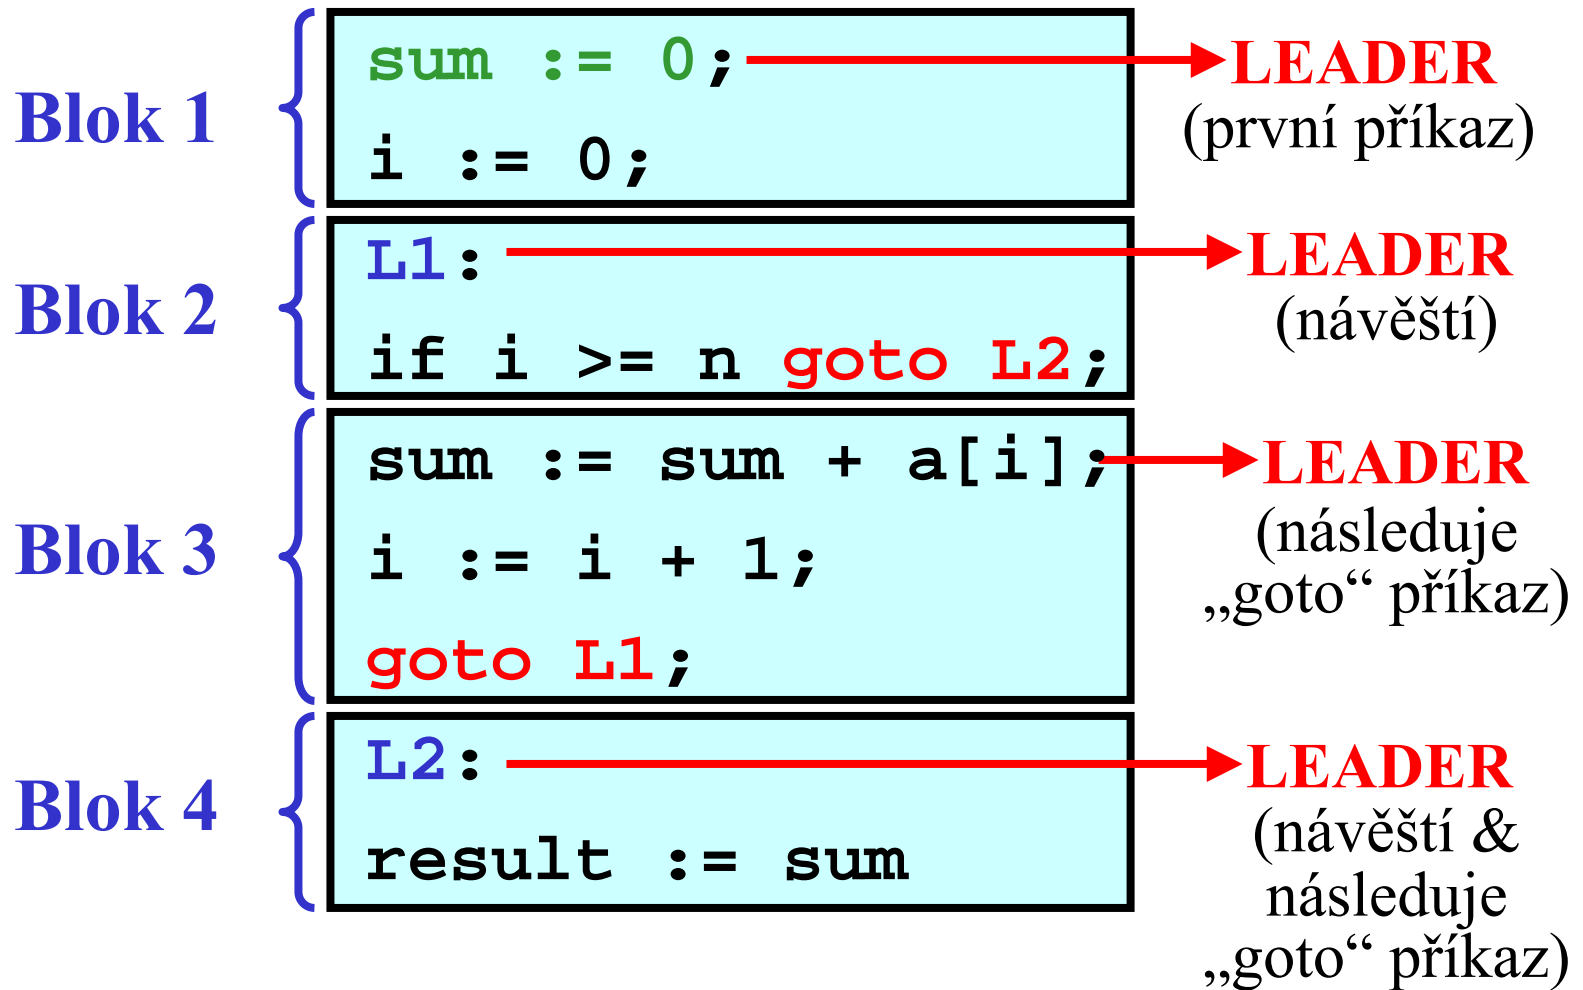 Blok 1
sum := 0;
i := 0;
LEADER
(první příkaz)
Blok 2
L1:
if i >= n goto L2;
LEADER
(návěští)
Blok 3
sum := sum + a[i];
i := i + 1;
goto L1;
LEADER
(následuje
„goto“ příkaz)
Blok 4
L2:
result := sum
LEADER
(návěští &
následuje
„goto“ příkaz)